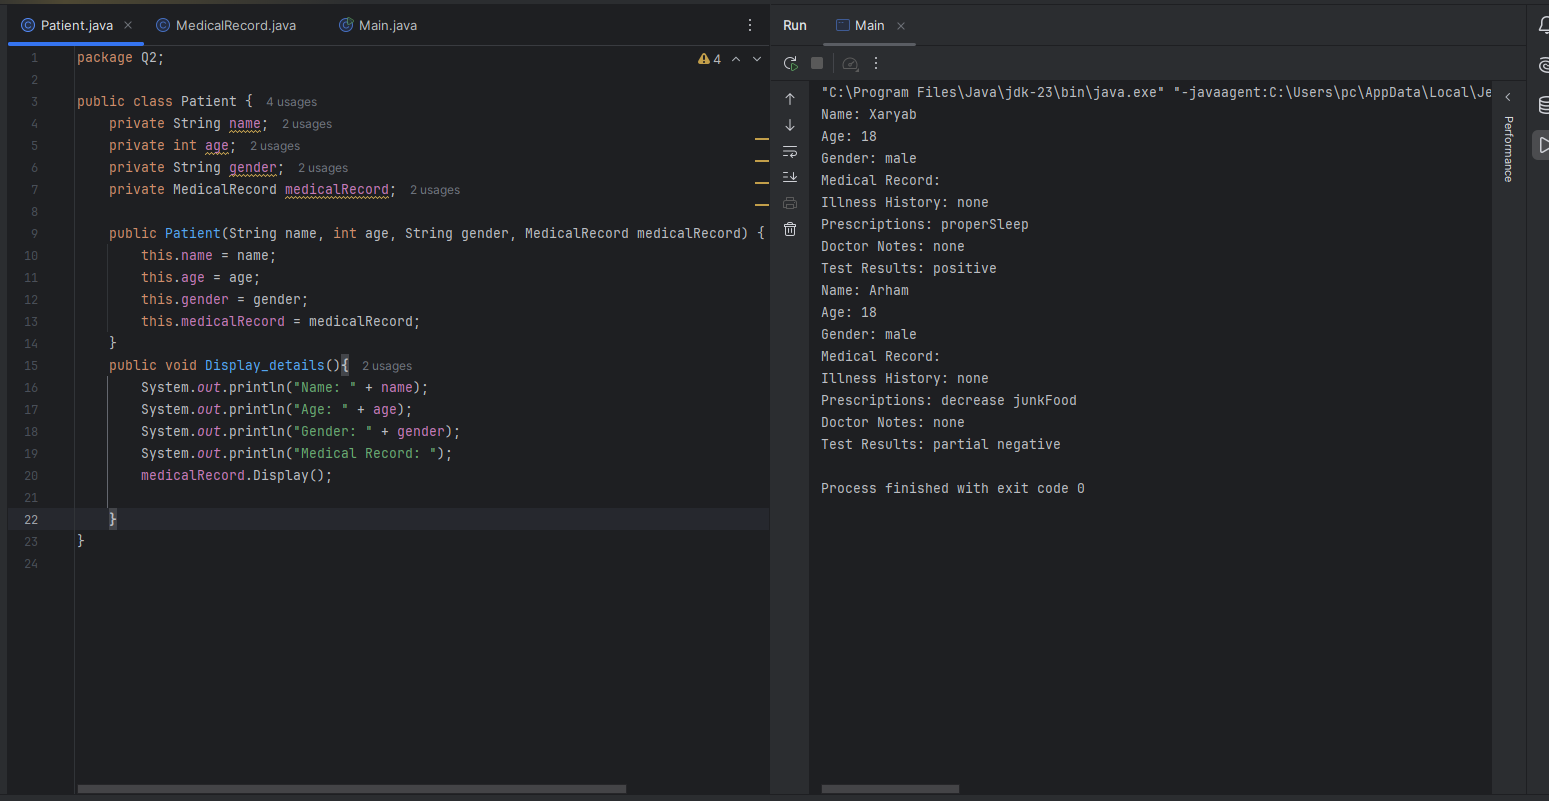 Patient.java
MedicalRecord.java
Main.java
4
1 package Q2;
2
3 public class Patient { 4 usages
4 private String name; 2 usages
5 private int age; 2 usages
6 private String gender; 2 usages
7 private MedicalRecord medicalRecord; 2 usages
8
9 public Patient(String name, int age, String gender, MedicalRecord medicalRecord) {
10 this.name = name;
11 this.age = age;
12 this.gender = gender;
13 this.medicalRecord = medicalRecord;
14 }
15 public void Display_details(){ 2 usages
16 System.out.println("Name: " + name);
17 System.out.println("Age: " + age);
18 System.out.println("Gender: " + gender);
19 System.out.println("Medical Record: ");
20 medicalRecord.Display();
21
22 }
23 }
24
Run
Main
"C:\Program Files\Java\jdk-23\bin\java.exe" "-javaagent:C:\Users\pc\AppData\Local\Je
Name: Xaryab
Age: 18
Gender: male
Medical Record:
Illness History: none
Prescriptions: properSleep
Doctor Notes: none
Test Results: positive
Name: Arham
Age: 18
Gender: male
Medical Record:
Illness History: none
Prescriptions: decrease junkFood
Doctor Notes: none
Test Results: partial negative

Process finished with exit code 0
Performance